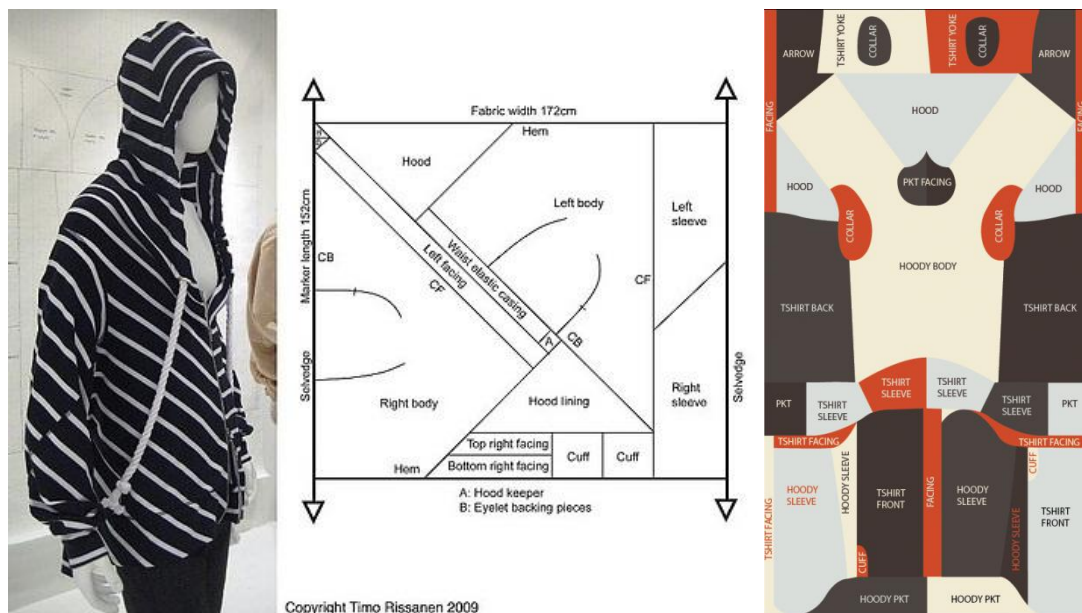 Fabric width 172cm
Hem
Hood
Left body
Left
sleeve
Marker length 152cm
CB
Waist elastic casing
Left facing
CF
CF
A
CB
Selvedge
Selvedge
Right body
Hood lining
Right
sleeve
Top right facing
Bottom right facing
Cuff
Cuff
Hem
A: Hood keeper
B: Eyelet backing pieces
Copyright Timo Rissanen 2009
ARROW
TSHIRT YOKE
COLLAR
TSHIRT YOKE
COLLAR
ARROW
FACING
HOOD
FACING
HOOD
PKT FACING
HOOD
COLLAR
COLLAR
HOODY BODY
TSHIRT BACK
TSHIRT BACK
PKT
TSHIRT
SLEEVE
TSHIRT
SLEEVE
TSHIRT
SLEEVE
TSHIRT
SLEEVE
PKT
TSHIRT FACING
TSHIRT FACING
CUFF
HOODY
SLEEVE
HOODY SLEEVE
TSHIRT
FRONT
FACING
HOODY
SLEEVE
HOODY SLEEVE
TSHIRT
FRONT
TSHIRT FACING
CUFF
HOODY PKT
HOODY PKT